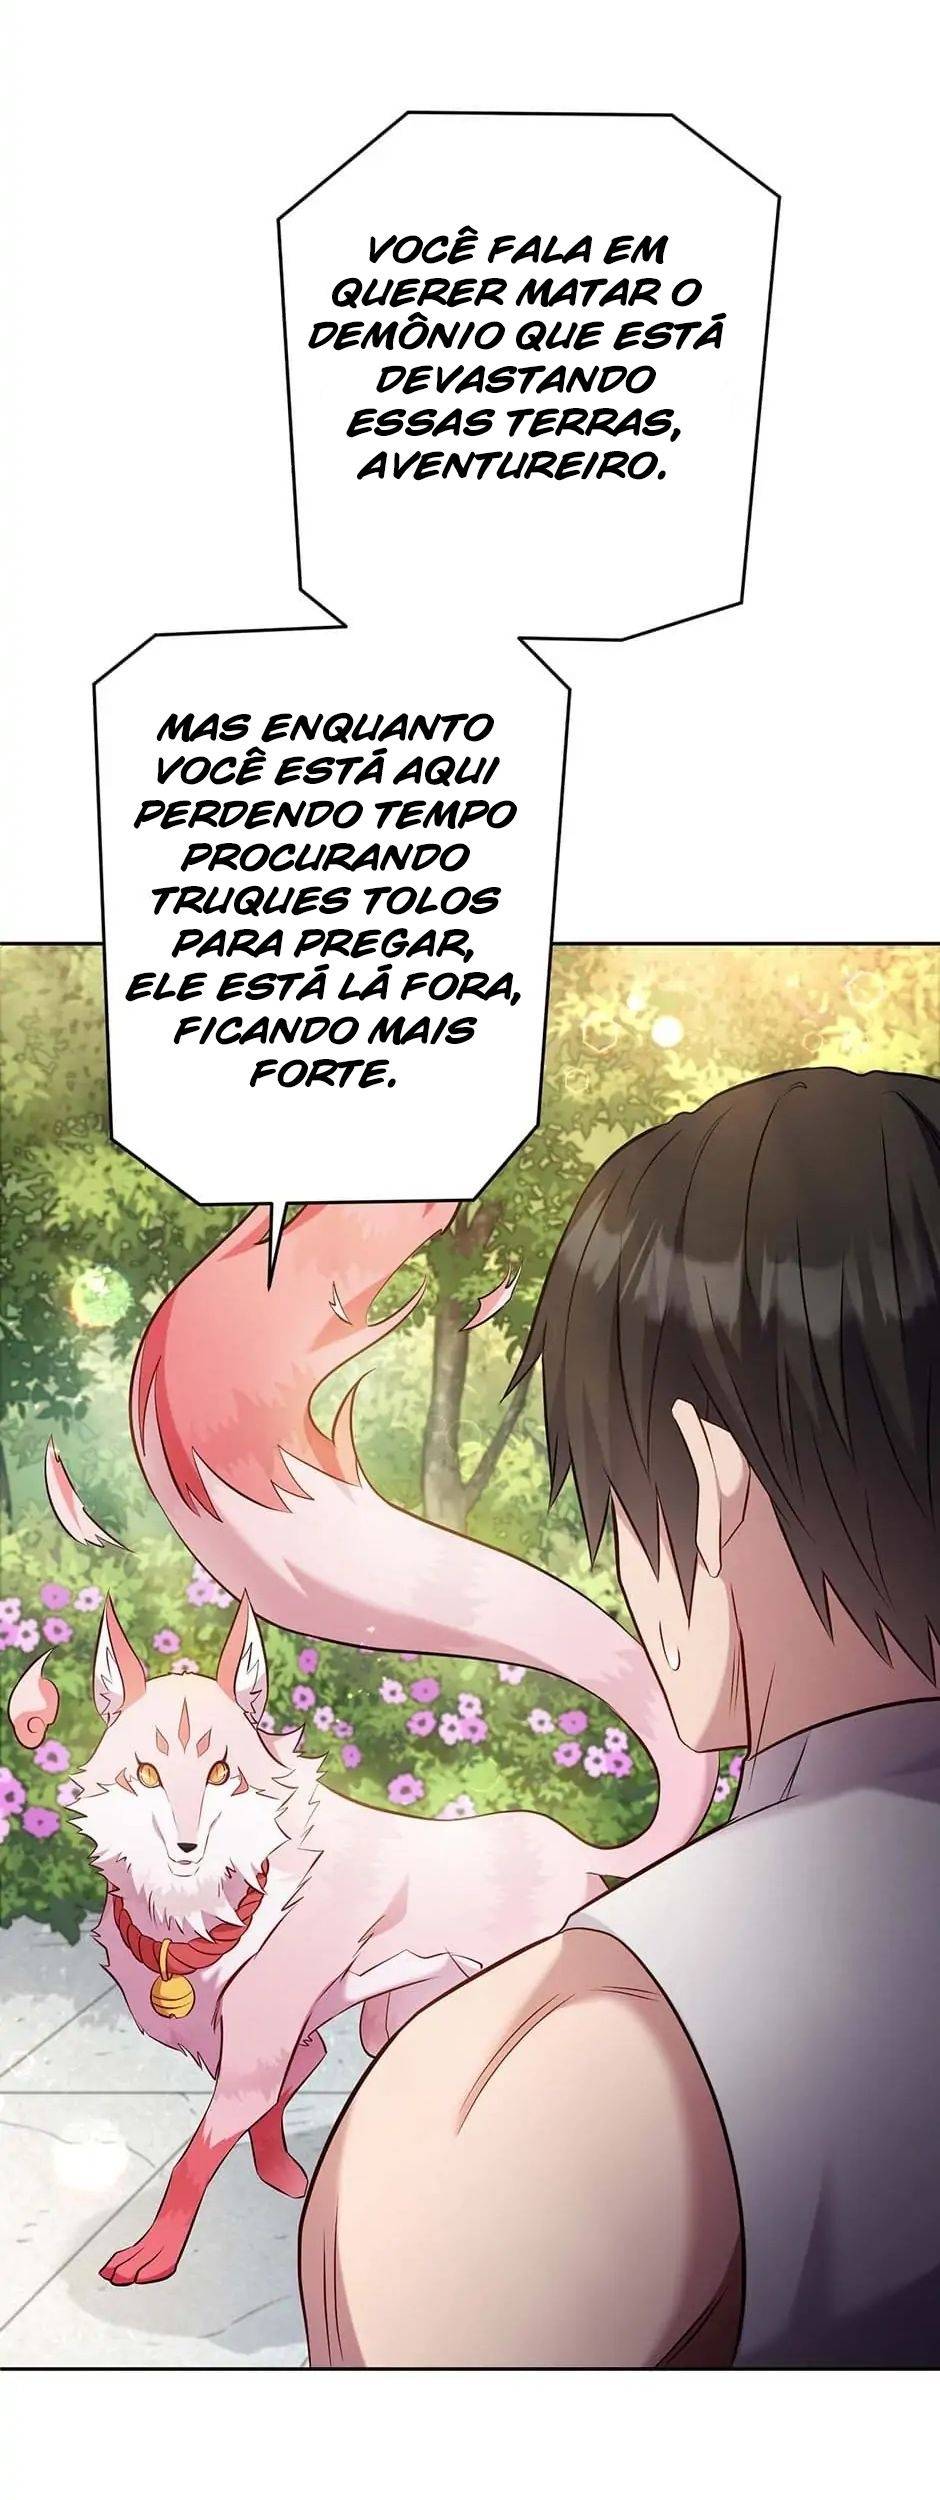 VOCÊ FALA EM
QUERER MATAR O
DEMÔNIO QUE ESTÁ
DEVASTANDO
ESSAS TERRAS,
AVENTUREIRO.
MAS ENQUANTO
VOCÊ ESTÁ AQUI
PERDENDO TEMPO
PROCURANDO
TRUQUES TOLOS
PARA PREGAR,
ELE ESTÁ LÁ FORA,
FICANDO MAIS
FORTE.